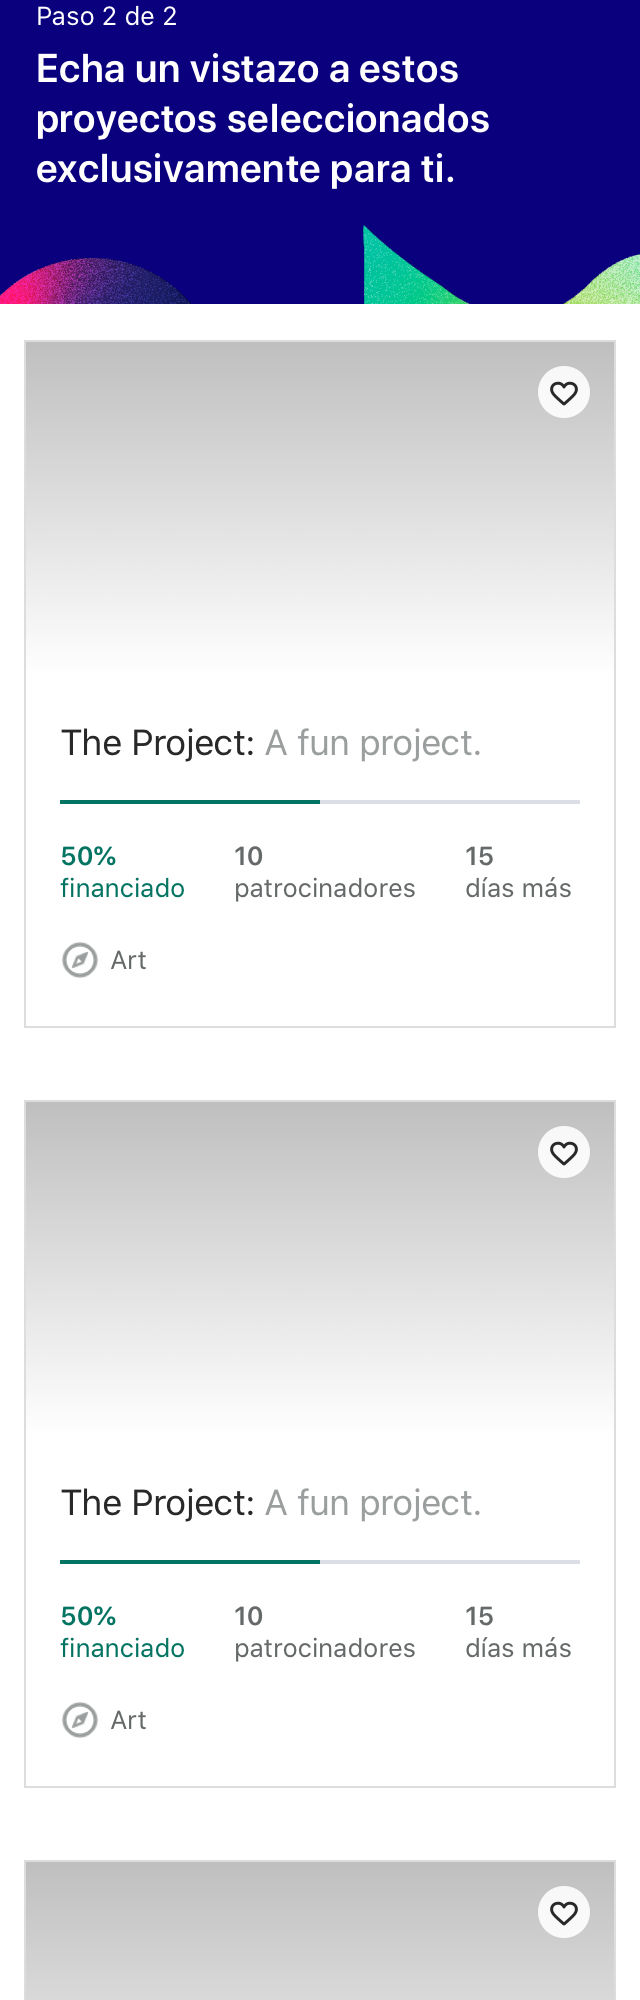 Paso 2 de 2
Echa un vistazo a estos
proyectos seleccionados
exclusivamente para ti.
The Project: A fun project.
50%
financiado
10
patrocinadores
15
días más
Art
The Project: A fun project.
50%
financiado
10
patrocinadores
15
días más
Art